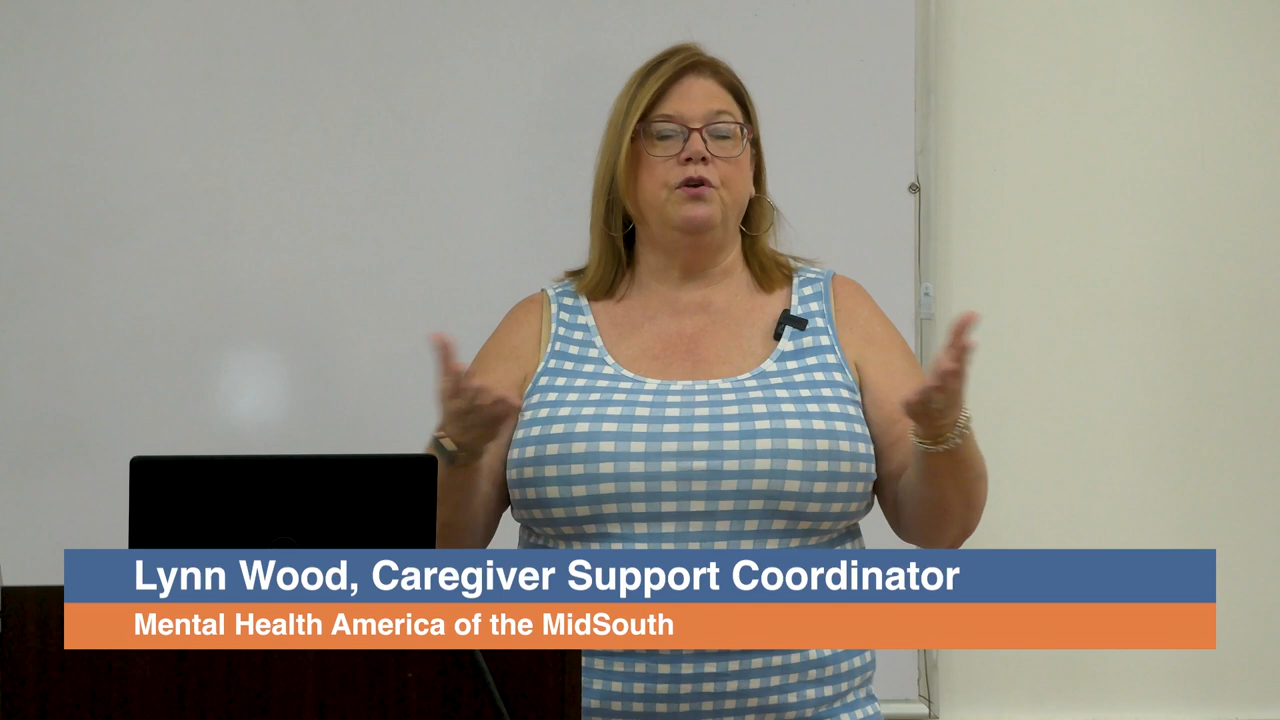 Lynn Wood, Caregiver Support Coordinator
Mental Health America of the MidSouth